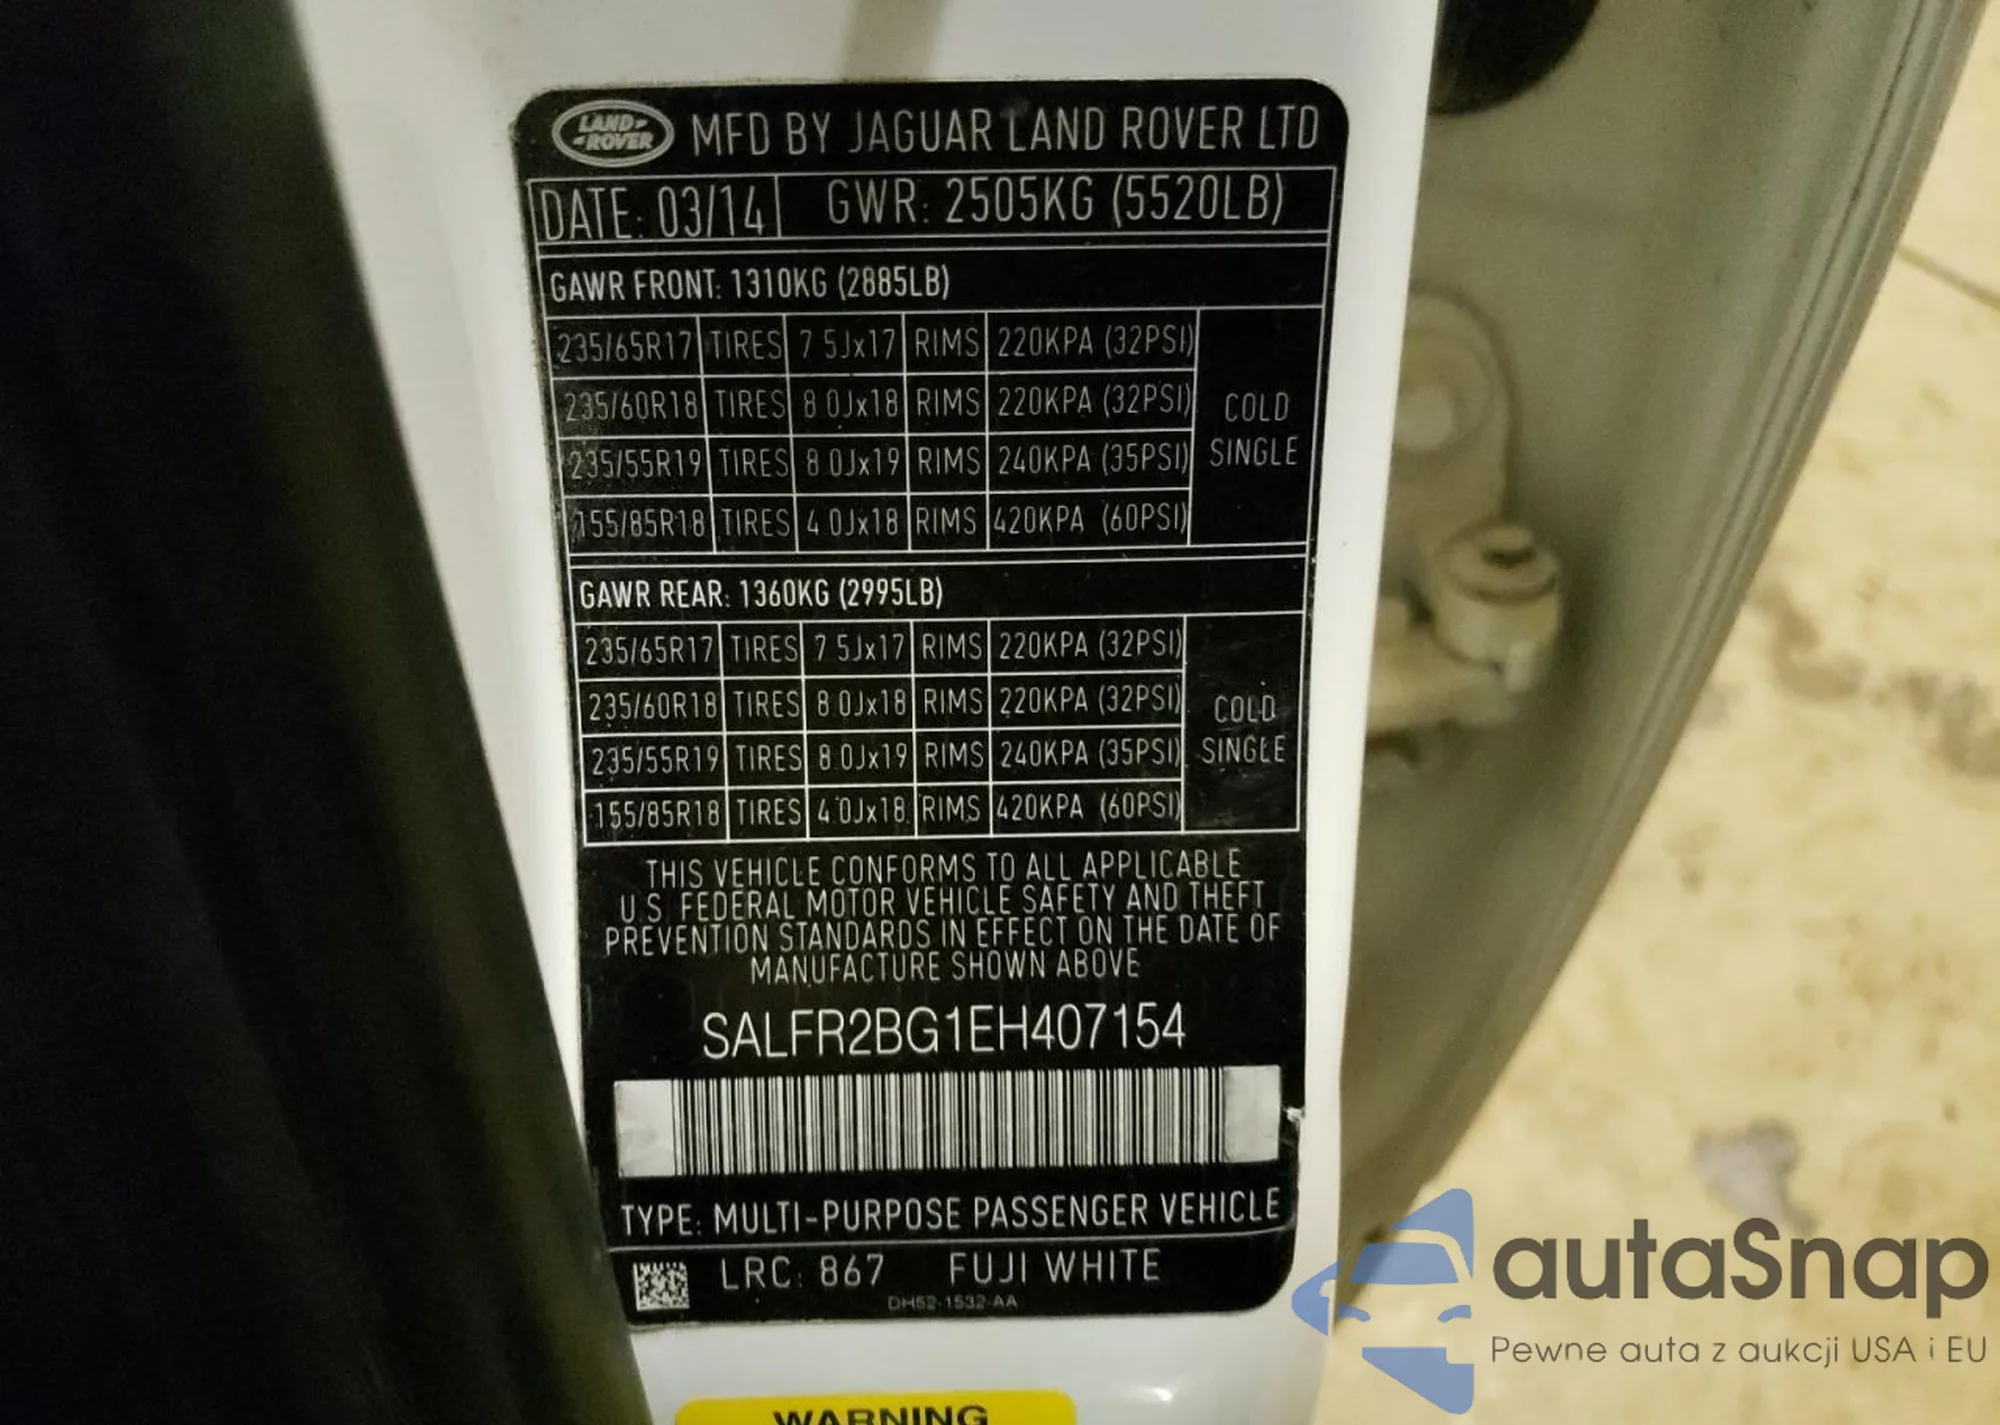 LAND ROVER MFD BY JAGUAR LAND ROVER LTD
DATE: 03/14 GWR: 2505KG (5520LB)
GAWR FRONT: 1310KG (2885LB)
235/65R17 TIRES 7.5Jx17 RIMS 220KPA (32PSI)
235/60R18 TIRES 8.0Jx18 RIMS 220KPA (32PSI)
COLD
235/55R19 TIRES 8.0Jx19 RIMS 240KPA (35PSI)
SINGLE
155/85R18 TIRES 4.0Jx18 RIMS 420KPA (60PSI)
GAWR REAR: 1360KG (2995LB)
235/65R17 TIRES 7.5Jx17 RIMS 220KPA (32PSI)
235/60R18 TIRES 8.0Jx18 RIMS 220KPA (32PSI)
COLD
235/55R19 TIRES 8.0Jx19 RIMS 240KPA (35PSI)
SINGLE
155/85R18 TIRES 4.0Jx18 RIMS 420KPA (60PSI)
THIS VEHICLE CONFORMS TO ALL APPLICABLE
U.S. FEDERAL MOTOR VEHICLE SAFETY AND THEFT
PREVENTION STANDARDS IN EFFECT ON THE DATE OF
MANUFACTURE SHOWN ABOVE
SALFR2BG1EH407154
TYPE: MULTI-PURPOSE PASSENGER VEHICLE
LRC: 867 FUJI WHITE
DH52-1532-AA
WARNING
autaSnap
Pewne auta z aukcji USA i EU